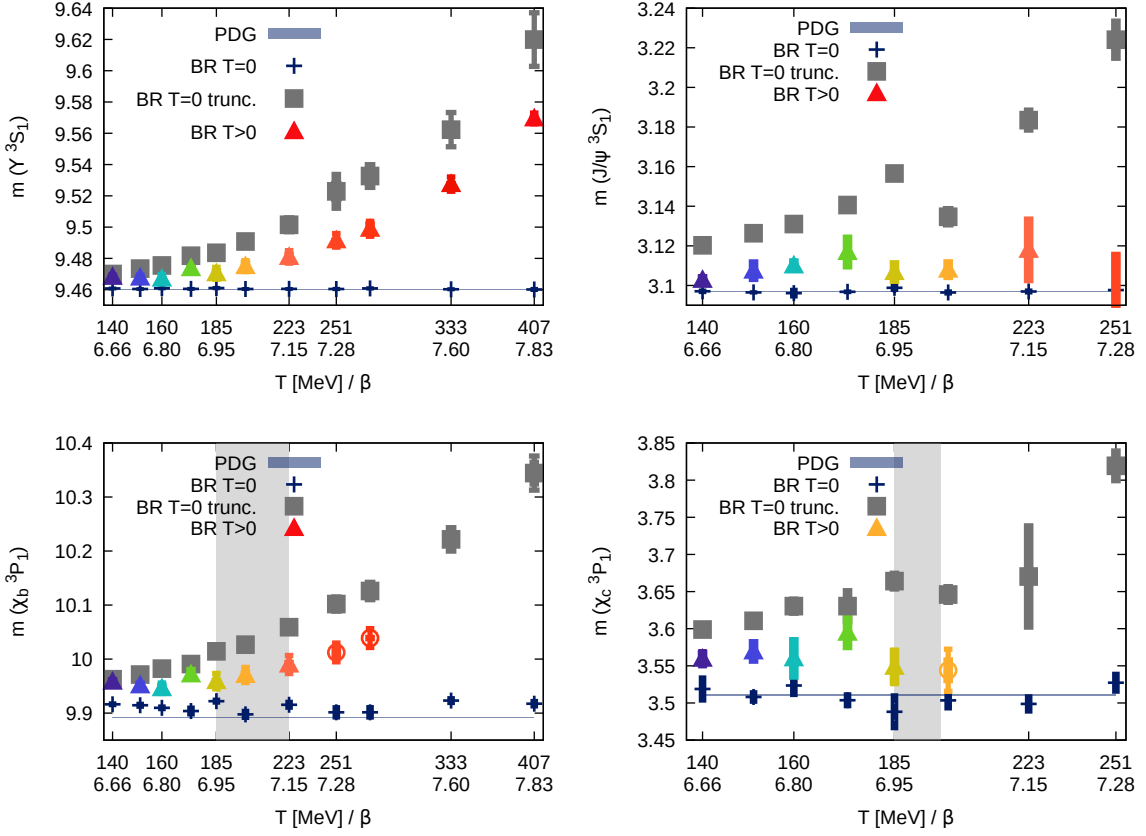 9.64
9.62
9.6
9.58
9.56
9.54
9.52
9.5
9.48
9.46
m (ϒ ³S₁)
PDG
BR T=0
BR T=0 trunc.
BR T>0
140 160 185 223 251 333 407
6.66 6.80 6.95 7.15 7.28 7.60 7.83
T [MeV] / β
3.24
3.22
3.2
3.18
3.16
3.14
3.12
3.1
m (J/ψ ³S₁)
PDG
BR T=0
BR T=0 trunc.
BR T>0
140 160 185 223 251
6.66 6.80 6.95 7.15 7.28
T [MeV] / β
10.4
10.3
10.2
10.1
10
9.9
m (χb ³P₁)
PDG
BR T=0
BR T=0 trunc.
BR T>0
140 160 185 223 251 333 407
6.66 6.80 6.95 7.15 7.28 7.60 7.83
T [MeV] / β
3.85
3.8
3.75
3.7
3.65
3.6
3.55
3.5
3.45
m (χc ³P₁)
PDG
BR T=0
BR T=0 trunc.
BR T>0
140 160 185 223 251
6.66 6.80 6.95 7.15 7.28
T [MeV] / β